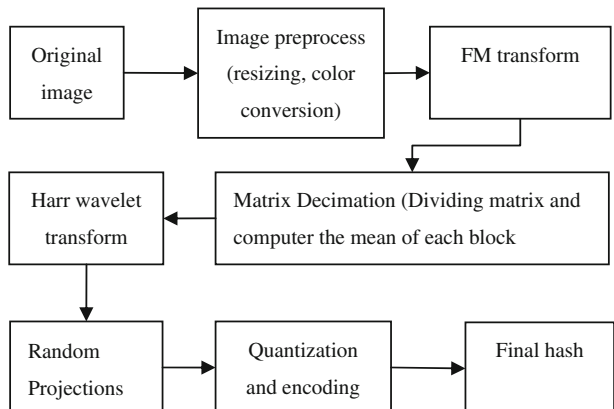 Original
image
Image preprocess
(resizing, color
conversion)
FM transform
Harr wavelet
transform
Matrix Decimation (Dividing matrix and
computer the mean of each block
Random
Projections
Quantization
and encoding
Final hash